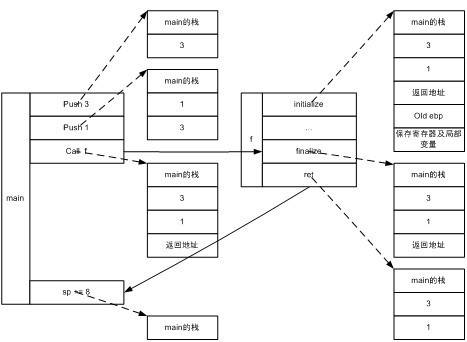 main的栈
3
main的栈
1
3
main
Push 3
Push 1
Call f
main的栈
3
1
返回地址
sp += 8
main的栈
f
initialize
...
finalize
ret
main的栈
3
1
返回地址
Old ebp
保存寄存器及局部
变量
main的栈
3
1
返回地址
main的栈
3
1